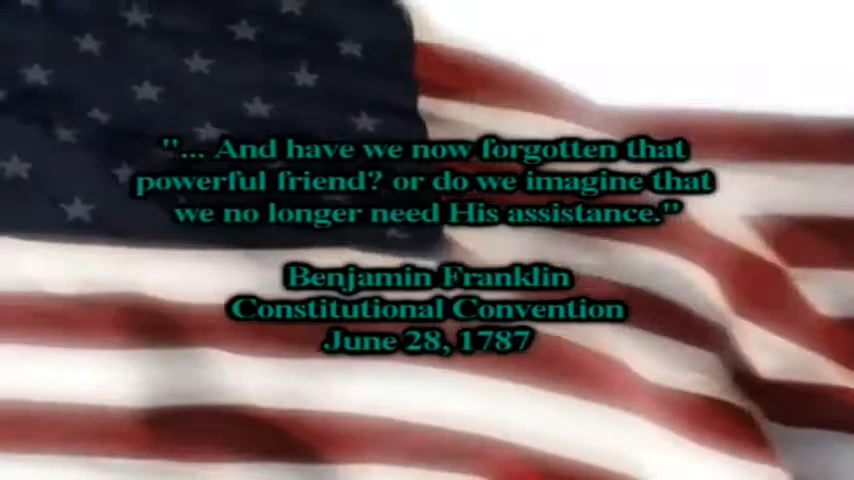 "... And have we now forgotten that
powerful friend? or do we imagine that
we no longer need His assistance."
Benjamin Franklin
Constitutional Convention
June 28, 1787